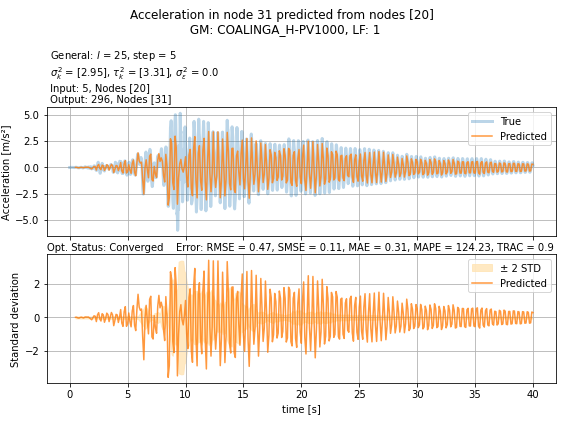 Acceleration in node 31 predicted from nodes [20]
GM: COALINGA_H-PV1000, LF: 1
General: l = 25, step = 5
σ²ₖ = [2.95], τ²ₖ = [3.31], σ²ε = 0.0
Input: 5, Nodes [20]
Output: 296, Nodes [31]
5.0
2.5
0.0
−2.5
−5.0
Acceleration [m/s²]
True
Predicted
Opt. Status: Converged Error: RMSE = 0.47, SMSE = 0.11, MAE = 0.31, MAPE = 124.23, TRAC = 0.9
2
0
−2
Standard deviation
± 2 STD
Predicted
0 5 10 15 20 25 30 35 40
time [s]